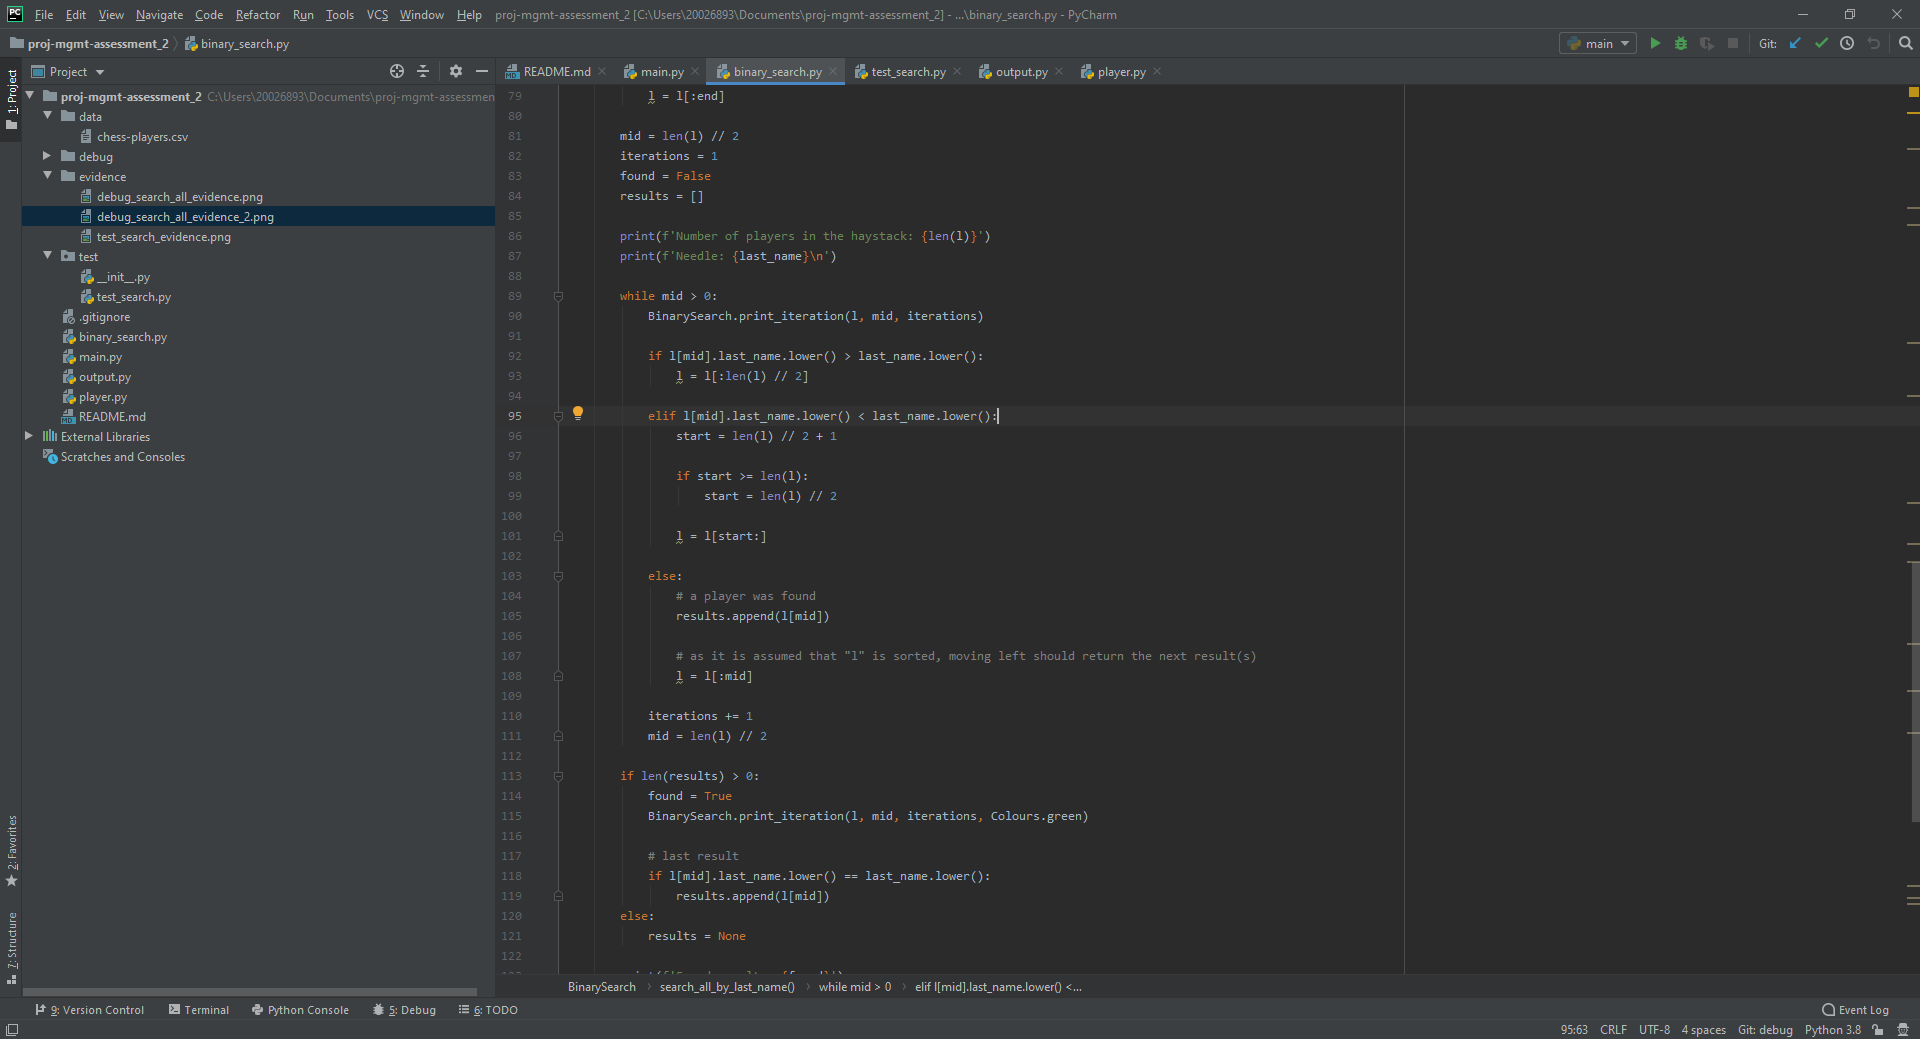 PC File Edit View Navigate Code Refactor Run Tools VCS Window Help proj-mgmt-assessment_2 [C:\Users\20026893\Documents\proj-mgmt-assessment_2] - ...\binary_search.py - PyCharm
proj-mgmt-assessment_2 binary_search.py main Git:
1: Project
Project
README.md main.py binary_search.py test_search.py output.py player.py
proj-mgmt-assessment_2 C:\Users\20026893\Documents\proj-mgmt-assessmen
data
chess-players.csv
debug
evidence
debug_search_all_evidence.png
debug_search_all_evidence_2.png
test_search_evidence.png
test
__init__.py
test_search.py
.gitignore
binary_search.py
main.py
output.py
player.py
README.md
External Libraries
Scratches and Consoles
2: Favorites
7: Structure
79 l = l[:end]
80
81 mid = len(l) // 2
82 iterations = 1
83 found = False
84 results = []
85
86 print(f'Number of players in the haystack: {len(l)}')
87 print(f'Needle: {last_name}\n')
88
89 while mid > 0:
90 BinarySearch.print_iteration(l, mid, iterations)
91
92 if l[mid].last_name.lower() > last_name.lower():
93 l = l[:len(l) // 2]
94
95 elif l[mid].last_name.lower() < last_name.lower():
96 start = len(l) // 2 + 1
97
98 if start >= len(l):
99 start = len(l) // 2
100
101 l = l[start:]
102
103 else:
104 # a player was found
105 results.append(l[mid])
106
107 # as it is assumed that "l" is sorted, moving left should return the next result(s)
108 l = l[:mid]
109
110 iterations += 1
111 mid = len(l) // 2
112
113 if len(results) > 0:
114 found = True
115 BinarySearch.print_iteration(l, mid, iterations, Colours.green)
116
117 # last result
118 if l[mid].last_name.lower() == last_name.lower():
119 results.append(l[mid])
120 else:
121 results = None
122
BinarySearch search_all_by_last_name() while mid > 0 elif l[mid].last_name.lower() <...
9: Version Control Terminal Python Console 5: Debug 6: TODO Event Log
95:63 CRLF UTF-8 4 spaces Git: debug Python 3.8